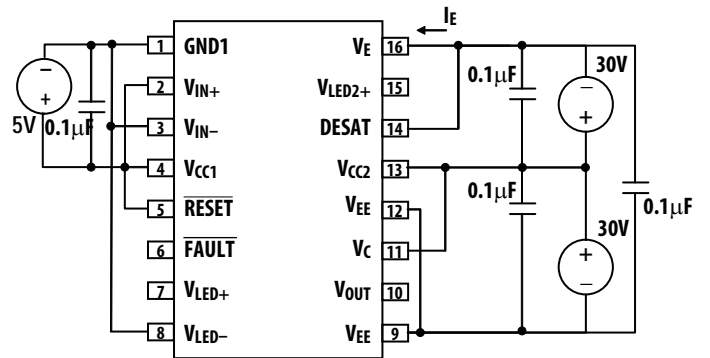 I_E
1 GND1 V_E 16
2 V_IN+ V_LED2+ 15
3 V_IN– DESAT 14
4 V_CC1 V_CC2 13
5 RESET V_EE 12
6 FAULT V_C 11
7 V_LED+ V_OUT 10
8 V_LED– V_EE 9
–
+
5V 0.1µF
0.1µF
30V
–
+
0.1µF
0.1µF
30V
+
–